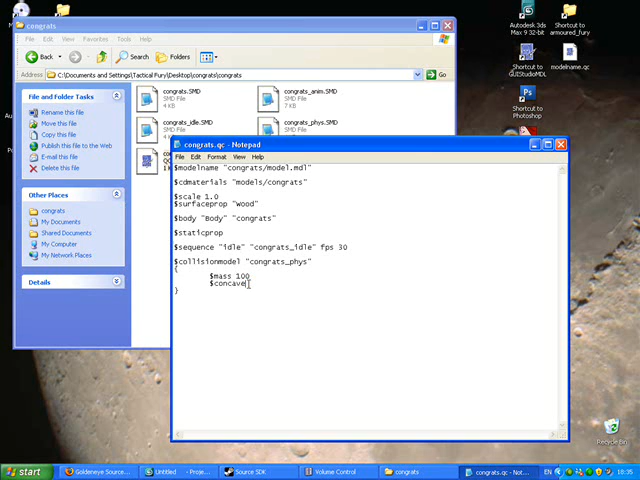 congrats
File Edit View Favorites Tools Help
Back Search Folders
Address C:\Documents and Settings\Tactical Fury\Desktop\congrats\congrats Go
File and Folder Tasks
Rename this file
Move this file
Copy this file
Publish this file to the Web
E-mail this file
Delete this file
Other Places
congrats
My Documents
Shared Documents
My Computer
My Network Places
Details
congrats.SMD
SMD File
4 KB
congrats_anim.SMD
SMD File
7 KB
congrats_idle.SMD
SMD File
congrats_phys.SMD
SMD File
congrats.qc - Notepad
File Edit Format View Help
$modelname "congrats/model.mdl"
$cdmaterials "models/congrats"
$scale 1.0
$surfaceprop "wood"
$body "Body" "congrats"
$staticprop
$sequence "idle" "congrats_idle" fps 30
$collisionmodel "congrats_phys"
{
$mass 100
$concave
}
Autodesk 3ds Max 9 32-bit
Shortcut to armoured_fury
Shortcut to GUIStudioMDL
modelname.qc
Shortcut to Photoshop
Recycle Bin
start
Goldeneye Source...
Untitled - Proje...
Source SDK
Volume Control
congrats
congrats.qc - Not...
EN
18:35